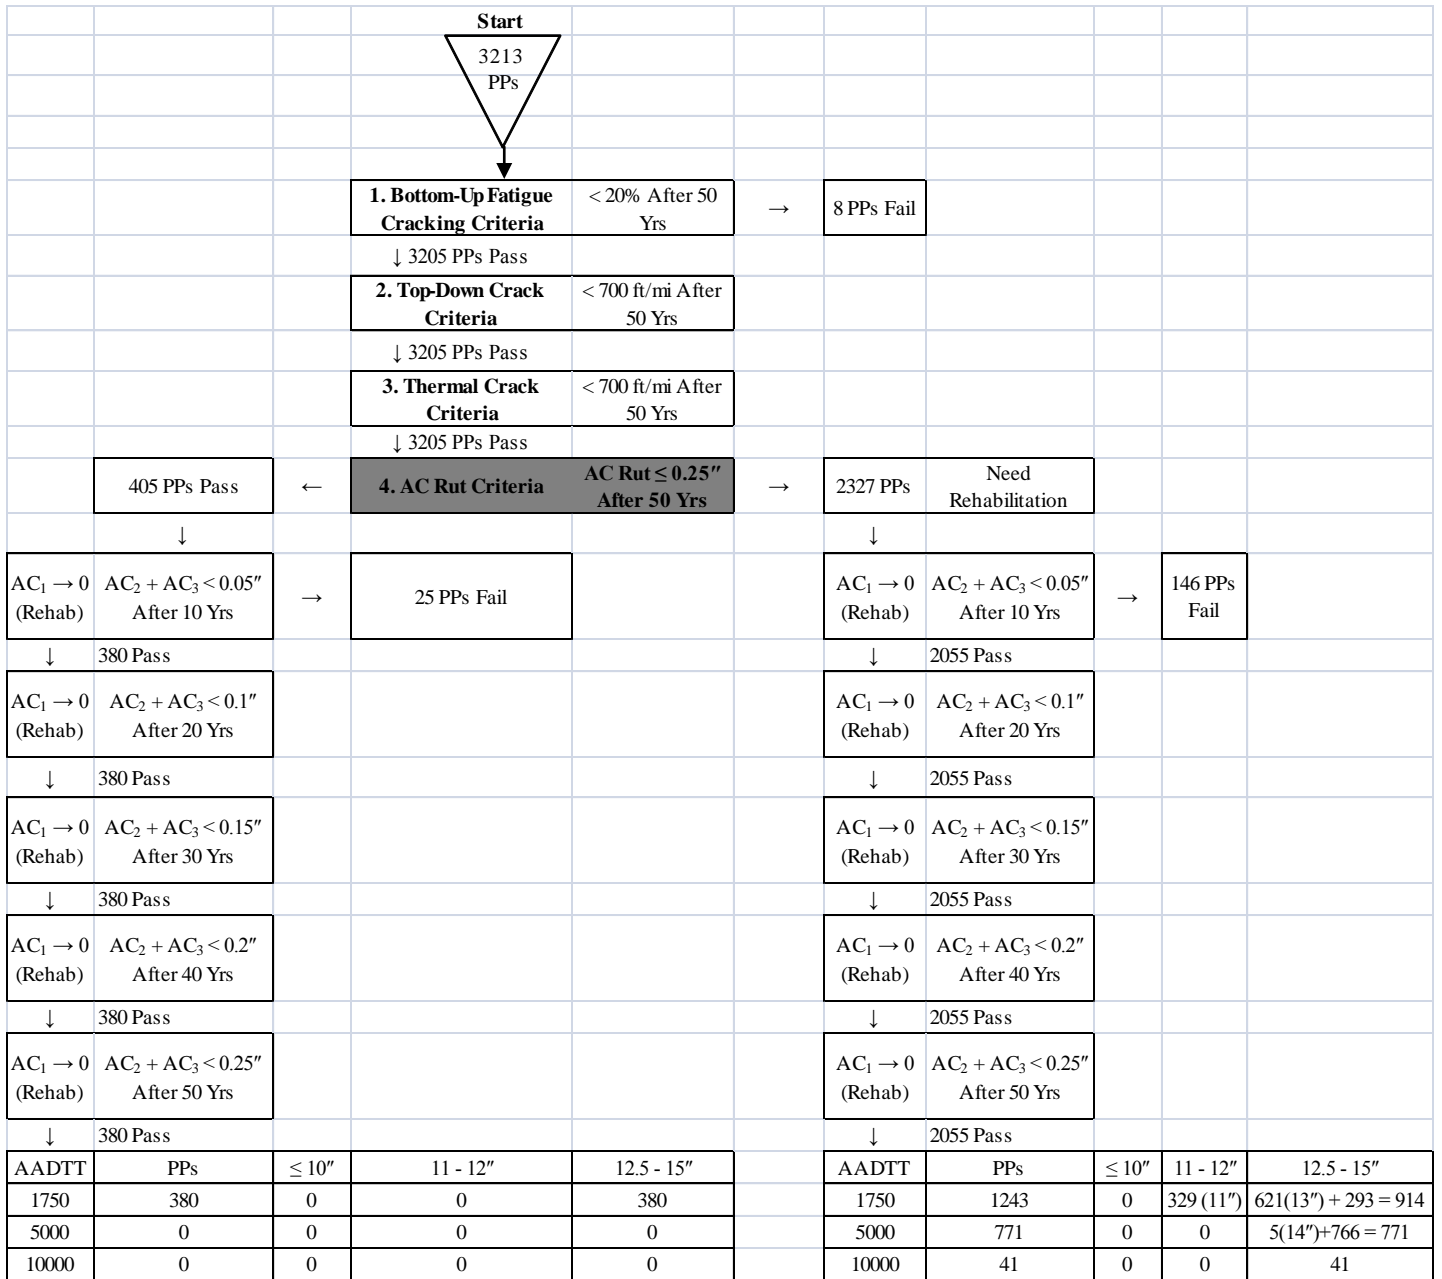 Start
3213
PPs
1. Bottom-Up Fatigue
Cracking Criteria
< 20% After 50
Yrs
→
8 PPs Fail
↓ 3205 PPs Pass
2. Top-Down Crack
Criteria
< 700 ft/mi After
50 Yrs
↓ 3205 PPs Pass
3. Thermal Crack
Criteria
< 700 ft/mi After
50 Yrs
↓ 3205 PPs Pass
405 PPs Pass
←
4. AC Rut Criteria
AC Rut ≤ 0.25″
After 50 Yrs
→
2327 PPs
Need
Rehabilitation
↓
↓
AC₁ → 0
(Rehab)
AC₂ + AC₃ < 0.05″
After 10 Yrs
→
25 PPs Fail
AC₁ → 0
(Rehab)
AC₂ + AC₃ < 0.05″
After 10 Yrs
→
146 PPs
Fail
↓ 380 Pass
↓ 2055 Pass
AC₁ → 0
(Rehab)
AC₂ + AC₃ < 0.1″
After 20 Yrs
AC₁ → 0
(Rehab)
AC₂ + AC₃ < 0.1″
After 20 Yrs
↓ 380 Pass
↓ 2055 Pass
AC₁ → 0
(Rehab)
AC₂ + AC₃ < 0.15″
After 30 Yrs
AC₁ → 0
(Rehab)
AC₂ + AC₃ < 0.15″
After 30 Yrs
↓ 380 Pass
↓ 2055 Pass
AC₁ → 0
(Rehab)
AC₂ + AC₃ < 0.2″
After 40 Yrs
AC₁ → 0
(Rehab)
AC₂ + AC₃ < 0.2″
After 40 Yrs
↓ 380 Pass
↓ 2055 Pass
AC₁ → 0
(Rehab)
AC₂ + AC₃ < 0.25″
After 50 Yrs
AC₁ → 0
(Rehab)
AC₂ + AC₃ < 0.25″
After 50 Yrs
↓ 380 Pass
↓ 2055 Pass
AADTT PPs ≤ 10″ 11 - 12″ 12.5 - 15″
1750 380 0 0 380
5000 0 0 0 0
10000 0 0 0 0
AADTT PPs ≤ 10″ 11 - 12″ 12.5 - 15″
1750 1243 0 329 (11″) 621(13″) + 293 = 914
5000 771 0 0 5(14″)+766 = 771
10000 41 0 0 41